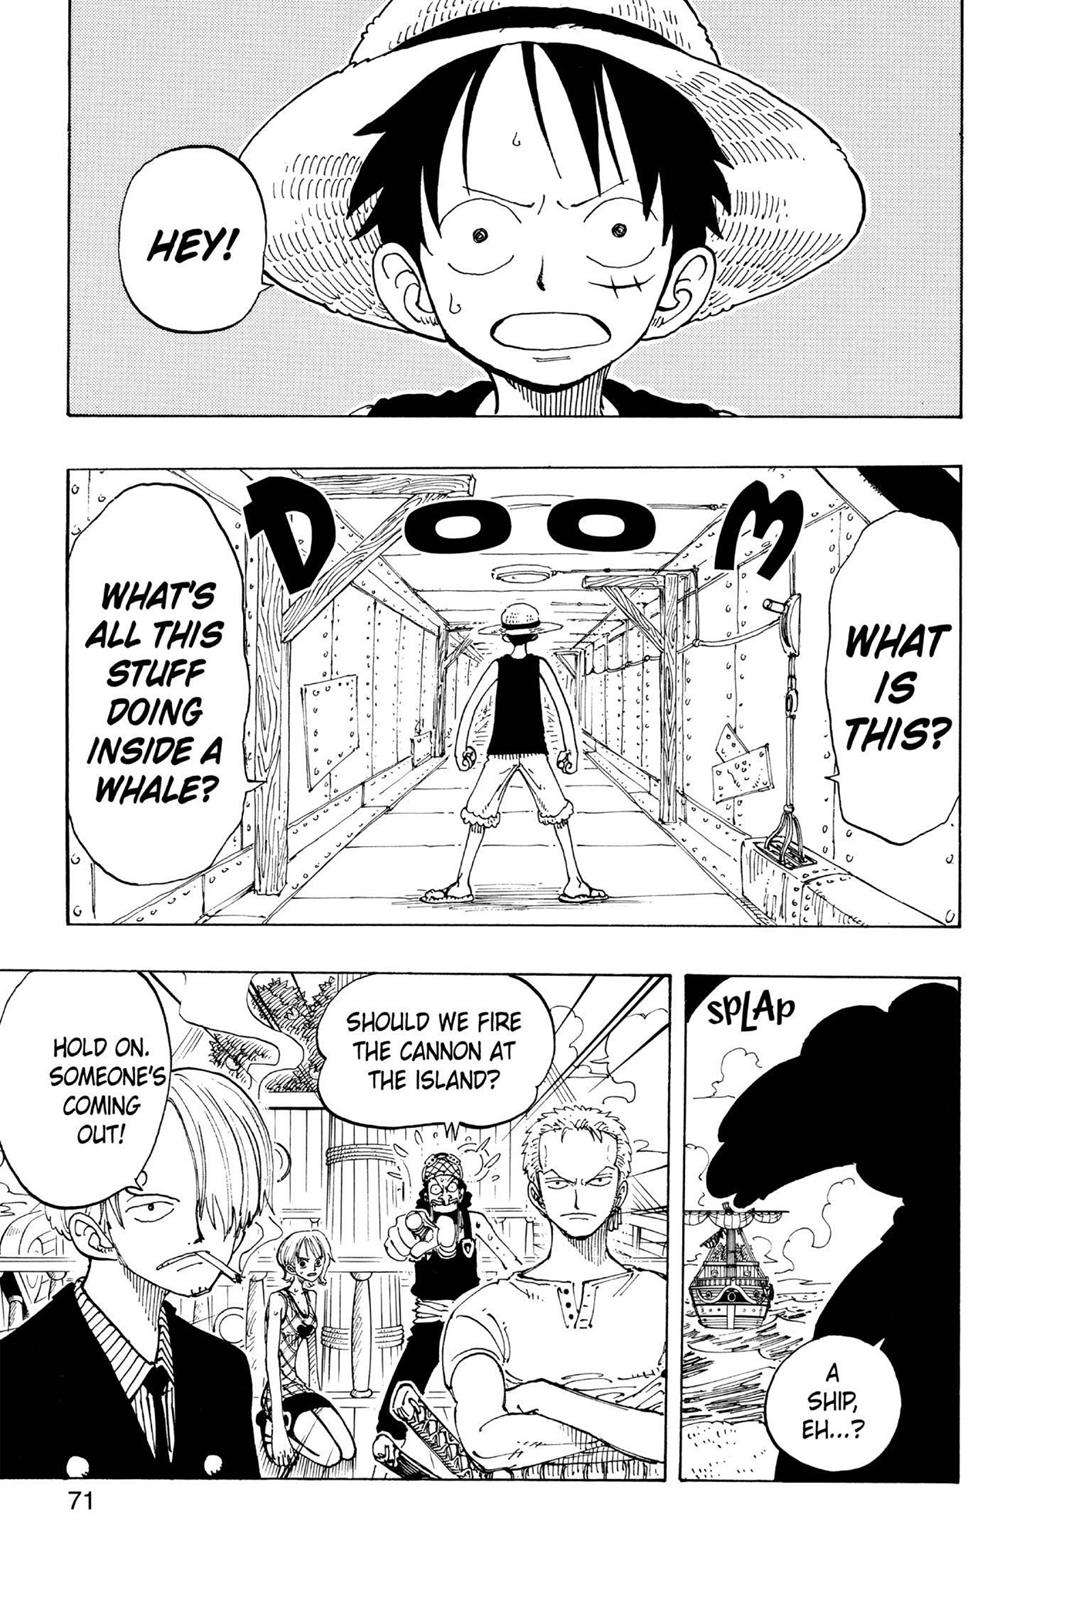 HEY!
DOOM
WHAT
IS
THIS?
WHAT'S
ALL THIS
STUFF
DOING
INSIDE A
WHALE?
SPLAP
A
SHIP,
EH...?
SHOULD WE FIRE
THE CANNON AT
THE ISLAND?
HOLD ON.
SOMEONE'S
COMING
OUT!
71